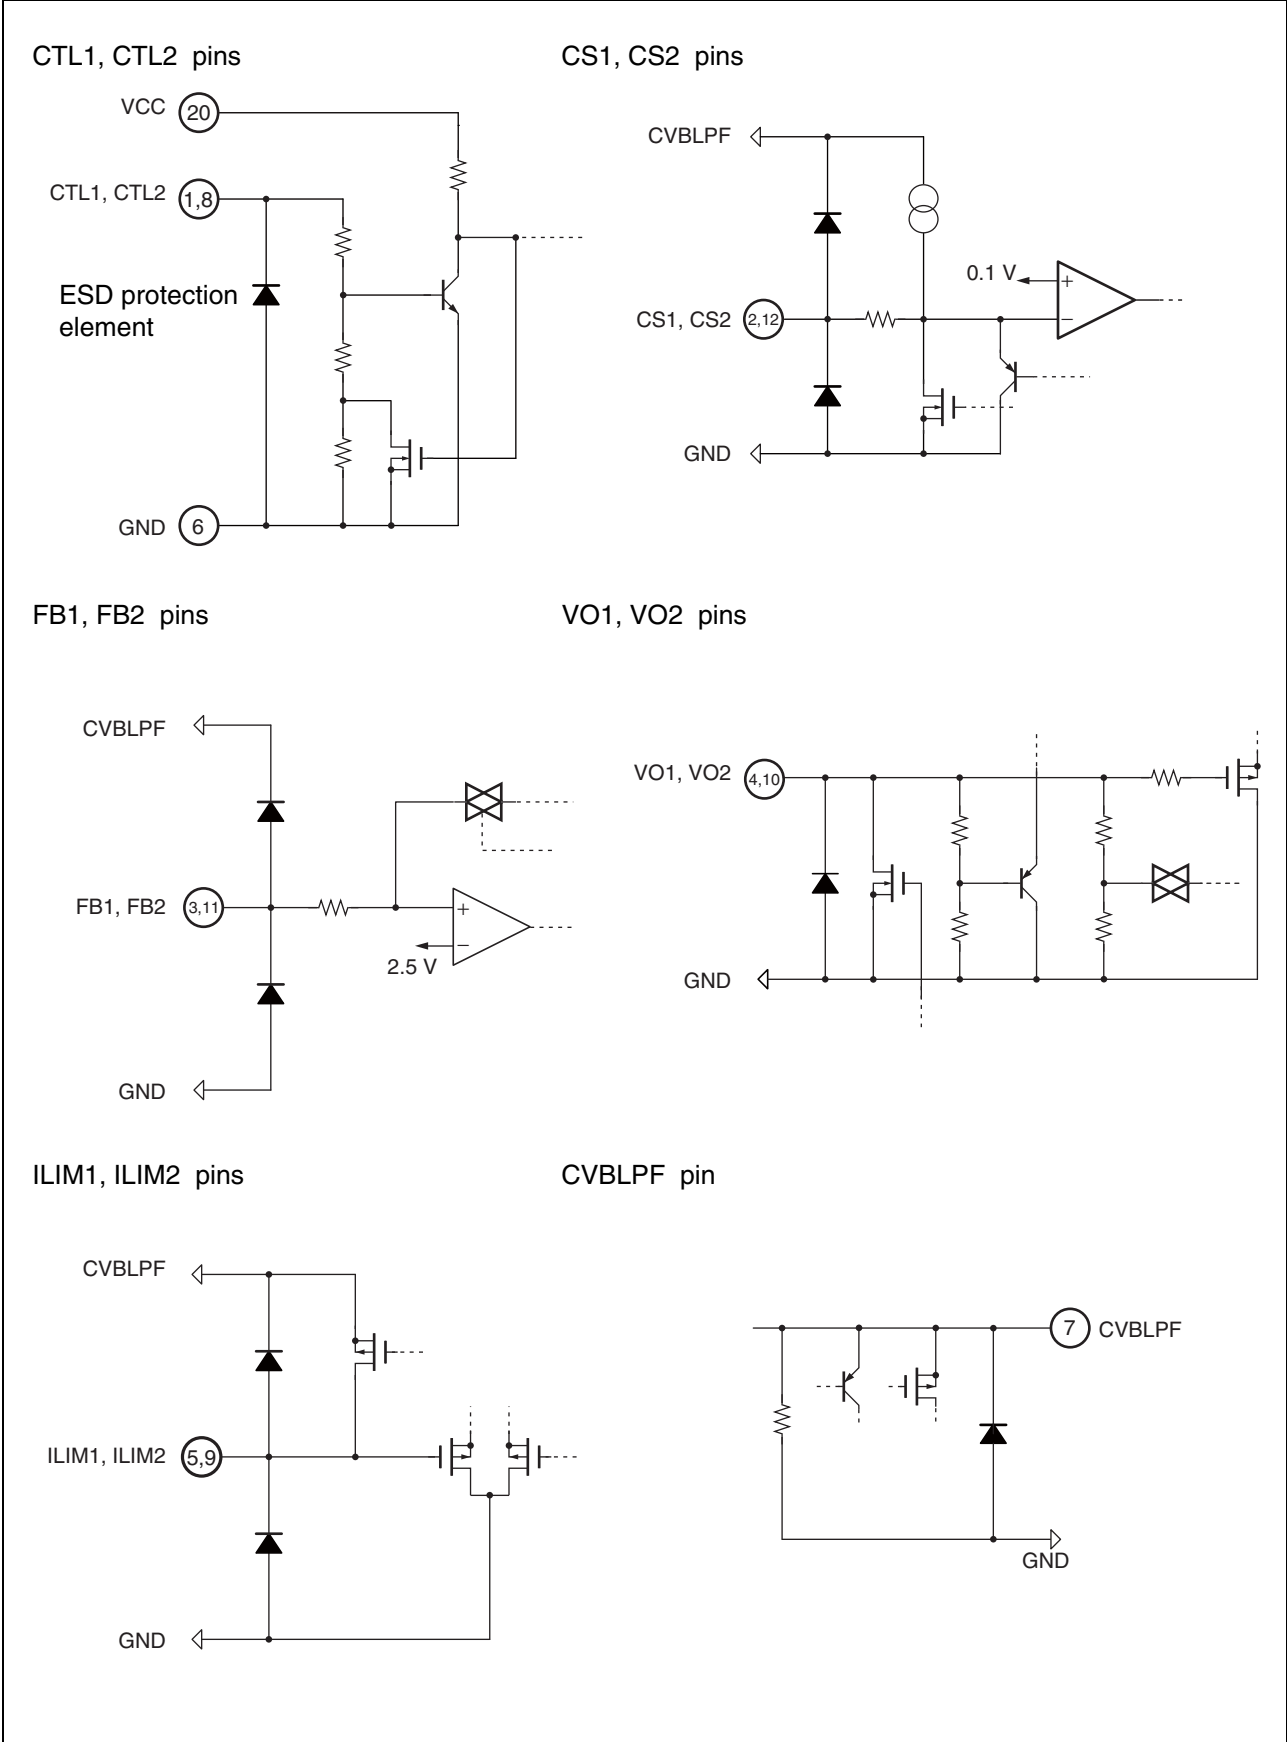 CTL1, CTL2 pins
VCC 20
CTL1, CTL2 1,8
ESD protection
element
GND 6
CS1, CS2 pins
CVBLPF
0.1 V
+
CS1, CS2 2,12
−
GND
FB1, FB2 pins
CVBLPF
FB1, FB2 3,11
+
−
2.5 V
GND
VO1, VO2 pins
VO1, VO2 4,10
GND
ILIM1, ILIM2 pins
CVBLPF
ILIM1, ILIM2 5,9
GND
CVBLPF pin
7 CVBLPF
GND